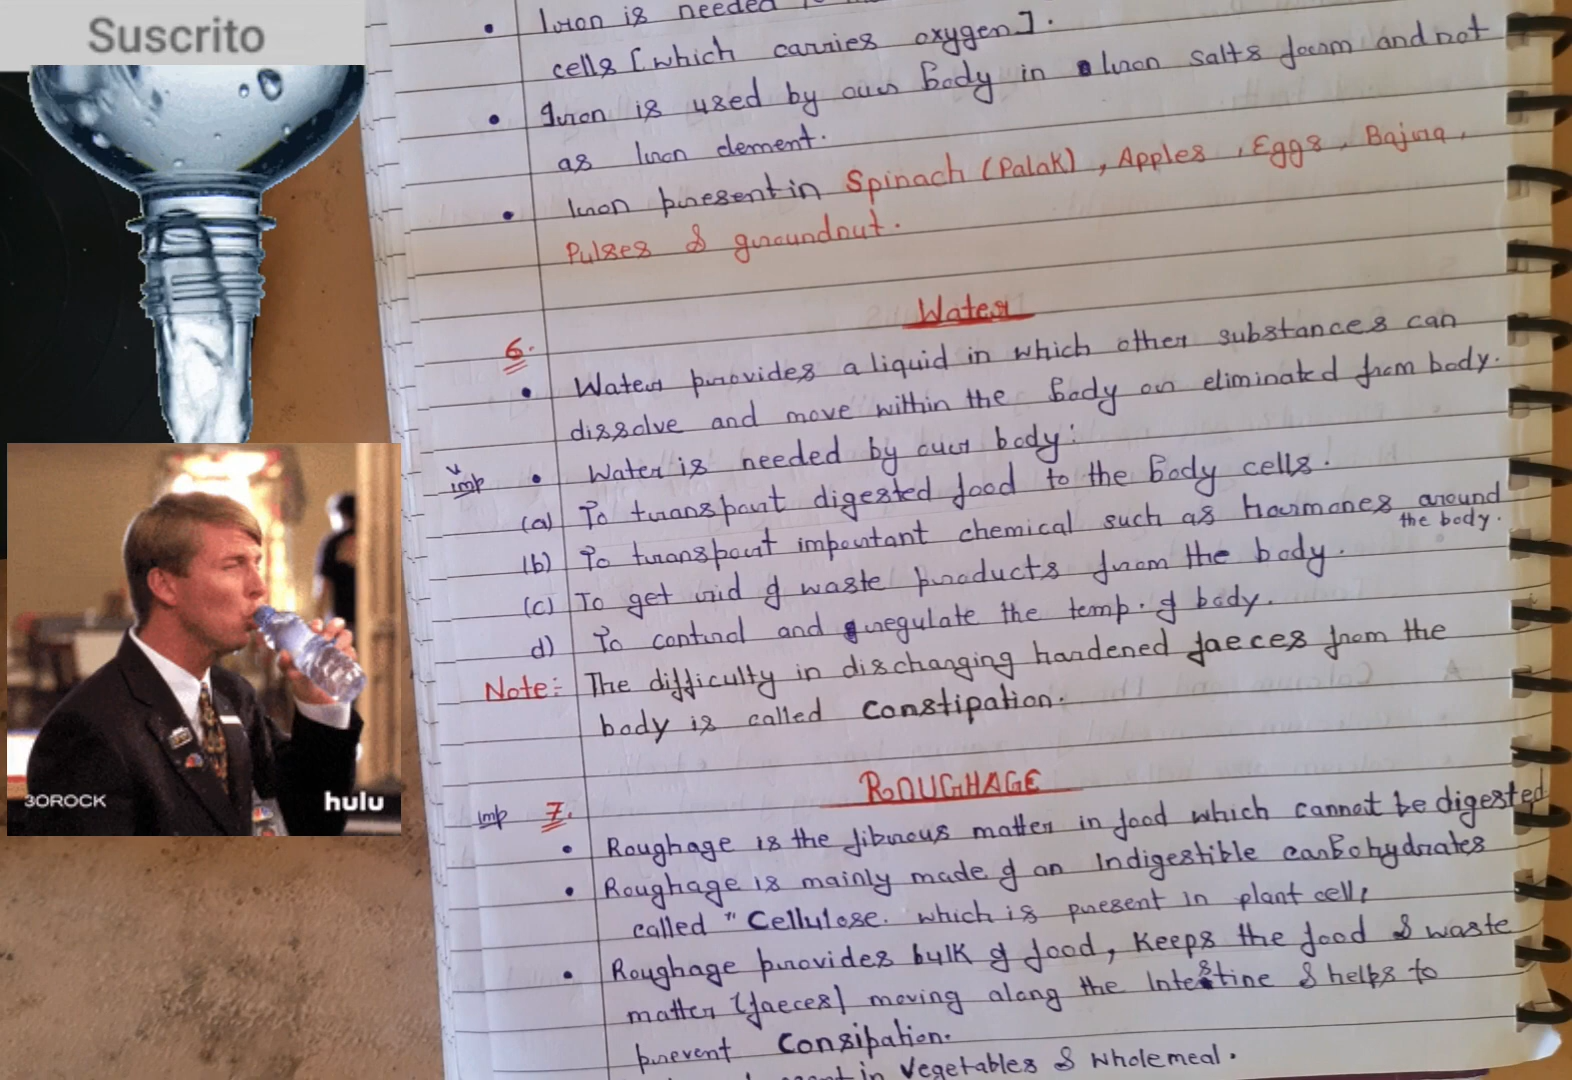 Suscrito
Iron is needed
cells [which carries oxygen].
Iron is used by our body in Iron salts form and not
as Iron element.
Iron present in Spinach (Palak), Apples, Eggs, Bajra,
Pulses & groundnut.
Water
6.
Water provides a liquid in which other substances can
dissolve and move within the body or eliminated from body.
imp Water is needed by our body:
(a) To transport digested food to the body cells.
(b) To transport important chemical such as hormones around
the body.
(c) To get rid of waste products from the body.
d) To control and regulate the temp. of body.
Note: The difficulty in discharging hardened faeces from the
body is called Constipation.
ROUGHAGE
imp 7.
Roughage is the fibrous matter in food which cannot be digested
Roughage is mainly made of an Indigestible carbohydrates
called "Cellulose. which is present in plant cell
Roughage provides bulk of food, Keeps the food & waste
matter (faeces) moving along the Intestine & helps to
prevent Consipation.
in Vegetables & Wholemeal.
30ROCK
hulu